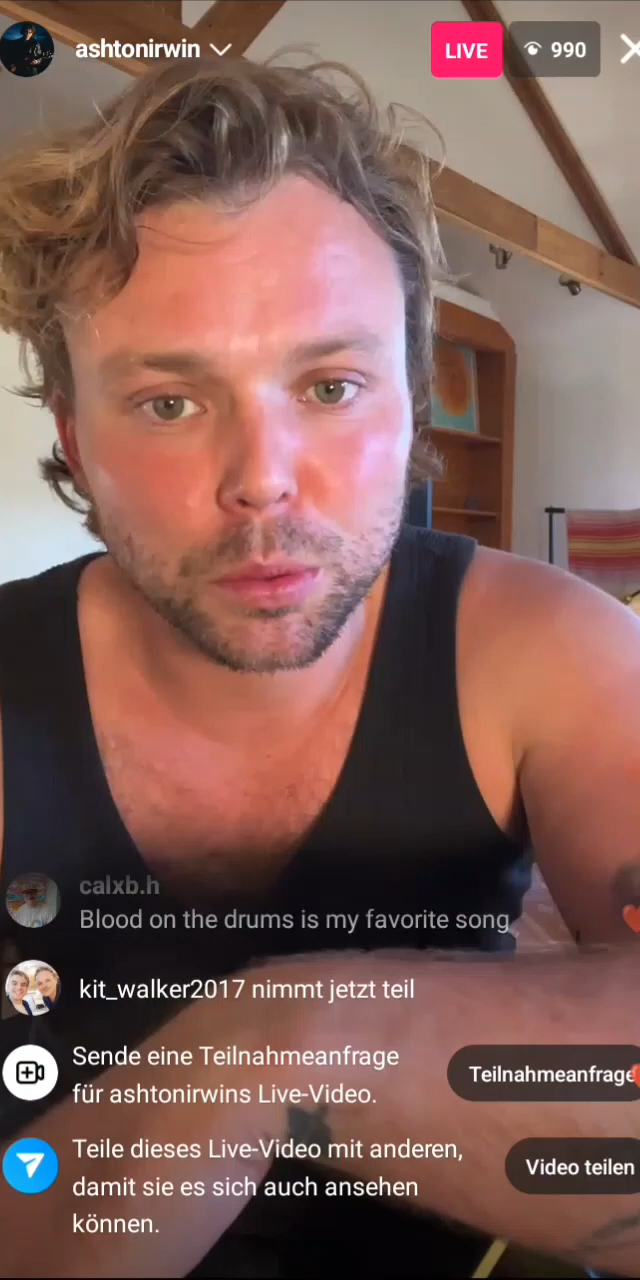 ashtonirwin
LIVE
990
calxb.h
Blood on the drums is my favorite song
kit_walker2017 nimmt jetzt teil
Sende eine Teilnahmeanfrage
für ashtonirwins Live-Video.
Teilnahmeanfrage
Teile dieses Live-Video mit anderen,
damit sie es sich auch ansehen
können.
Video teilen